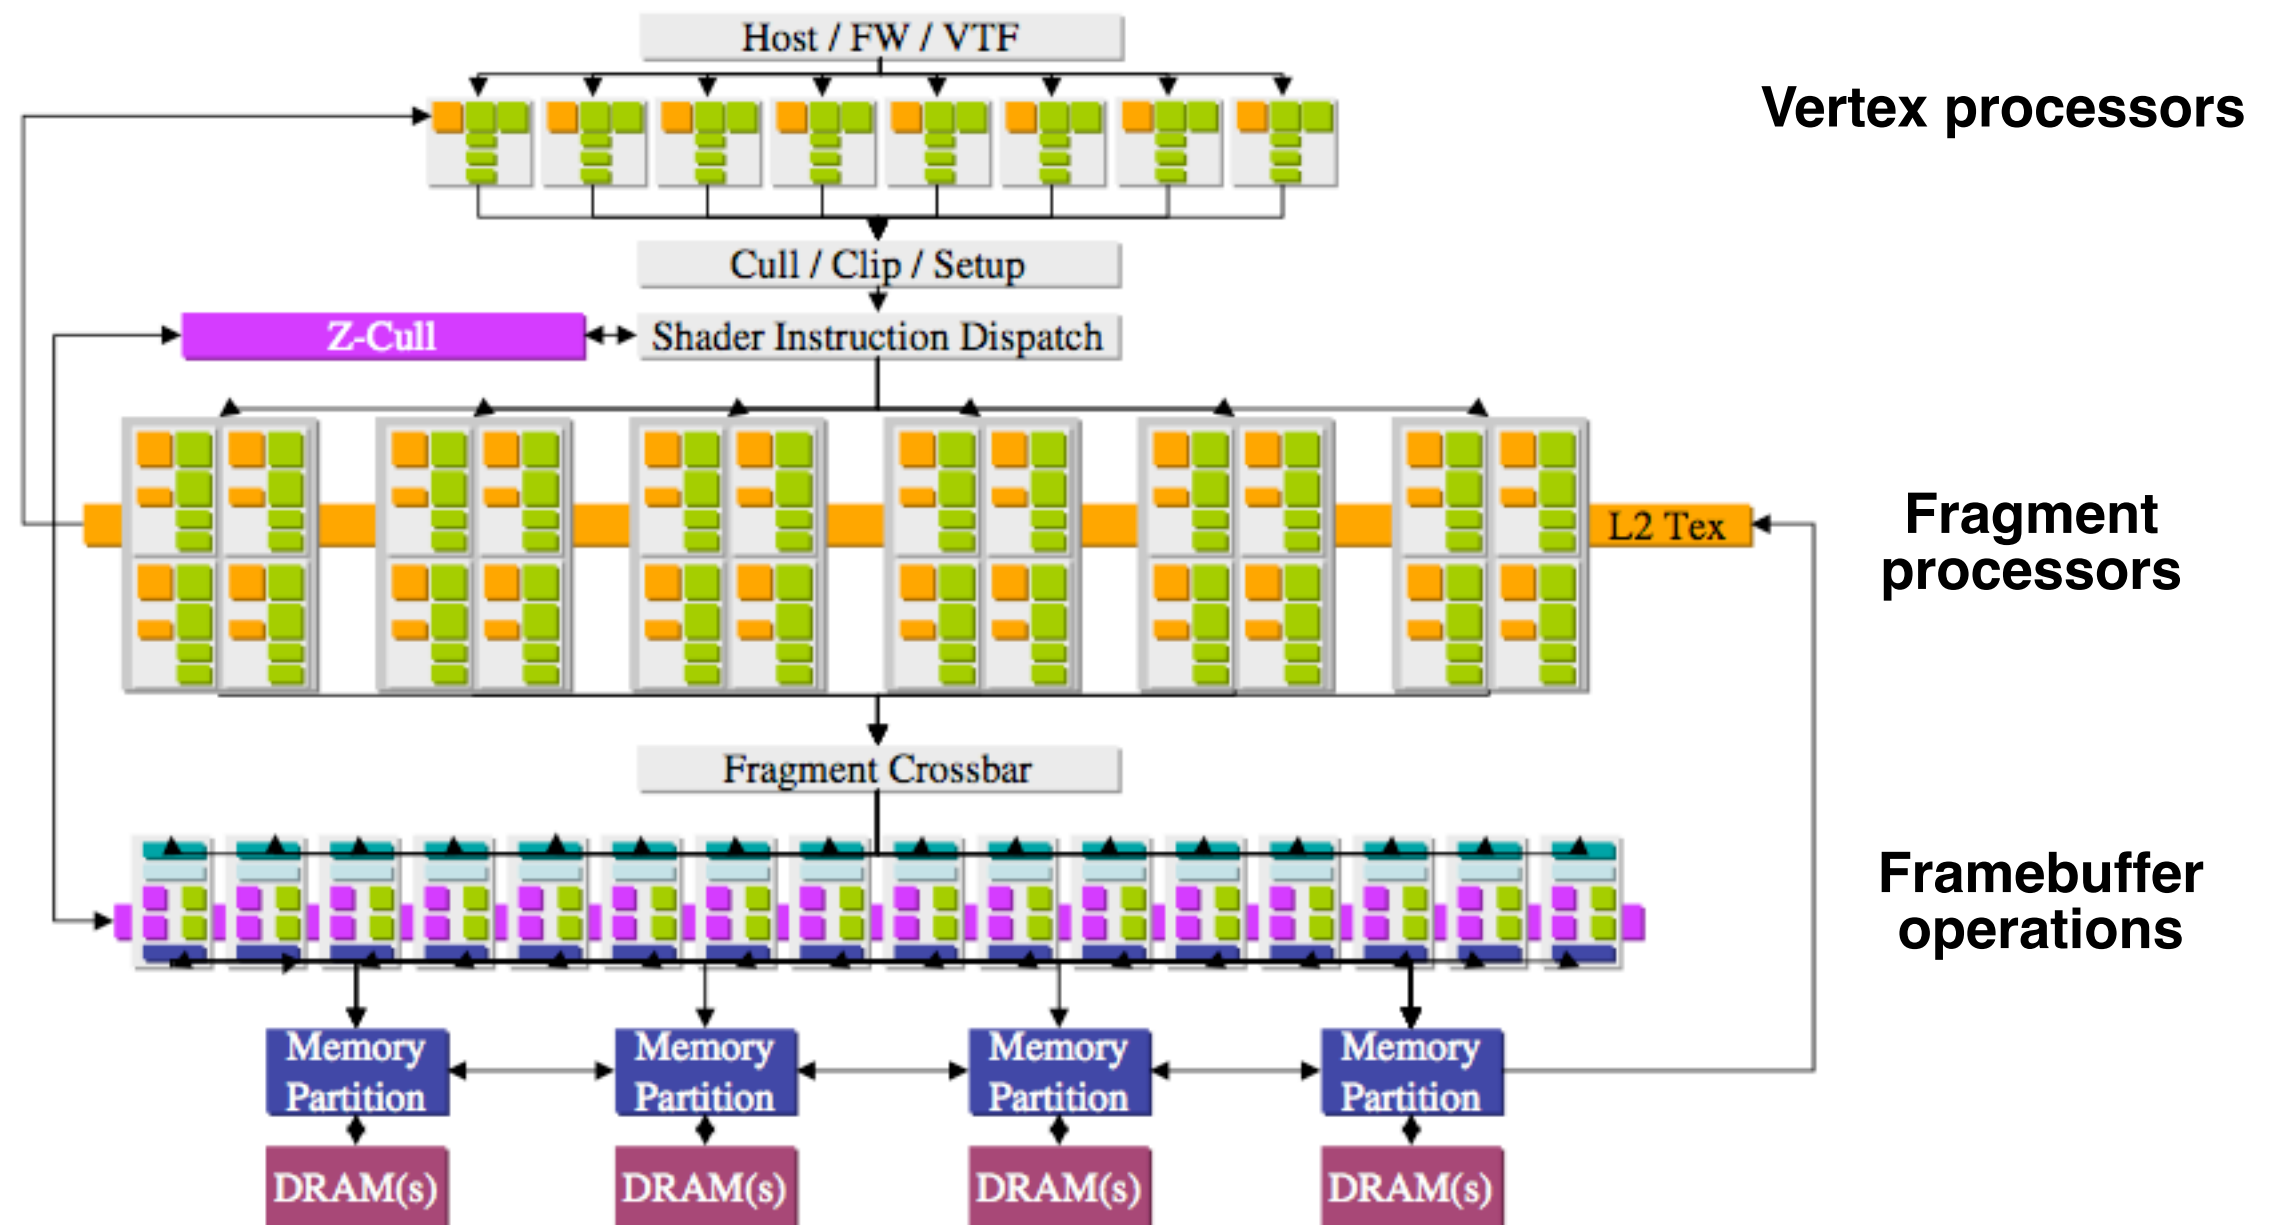 Host / FW / VTF
Vertex processors
Cull / Clip / Setup
Z-Cull
Shader Instruction Dispatch
L2 Tex
Fragment
processors
Fragment Crossbar
Framebuffer
operations
Memory
Partition
Memory
Partition
Memory
Partition
Memory
Partition
DRAM(s)
DRAM(s)
DRAM(s)
DRAM(s)